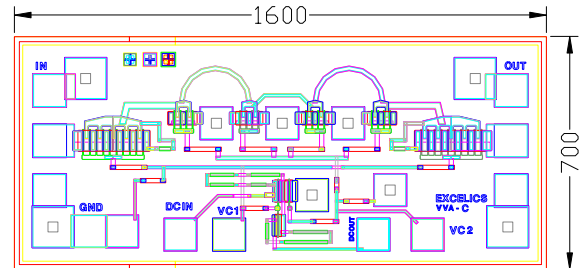 1600
IN
OUT
700
GND
DCIN
VC1
DCOUT
EXCELICS
VVA-C
VC2